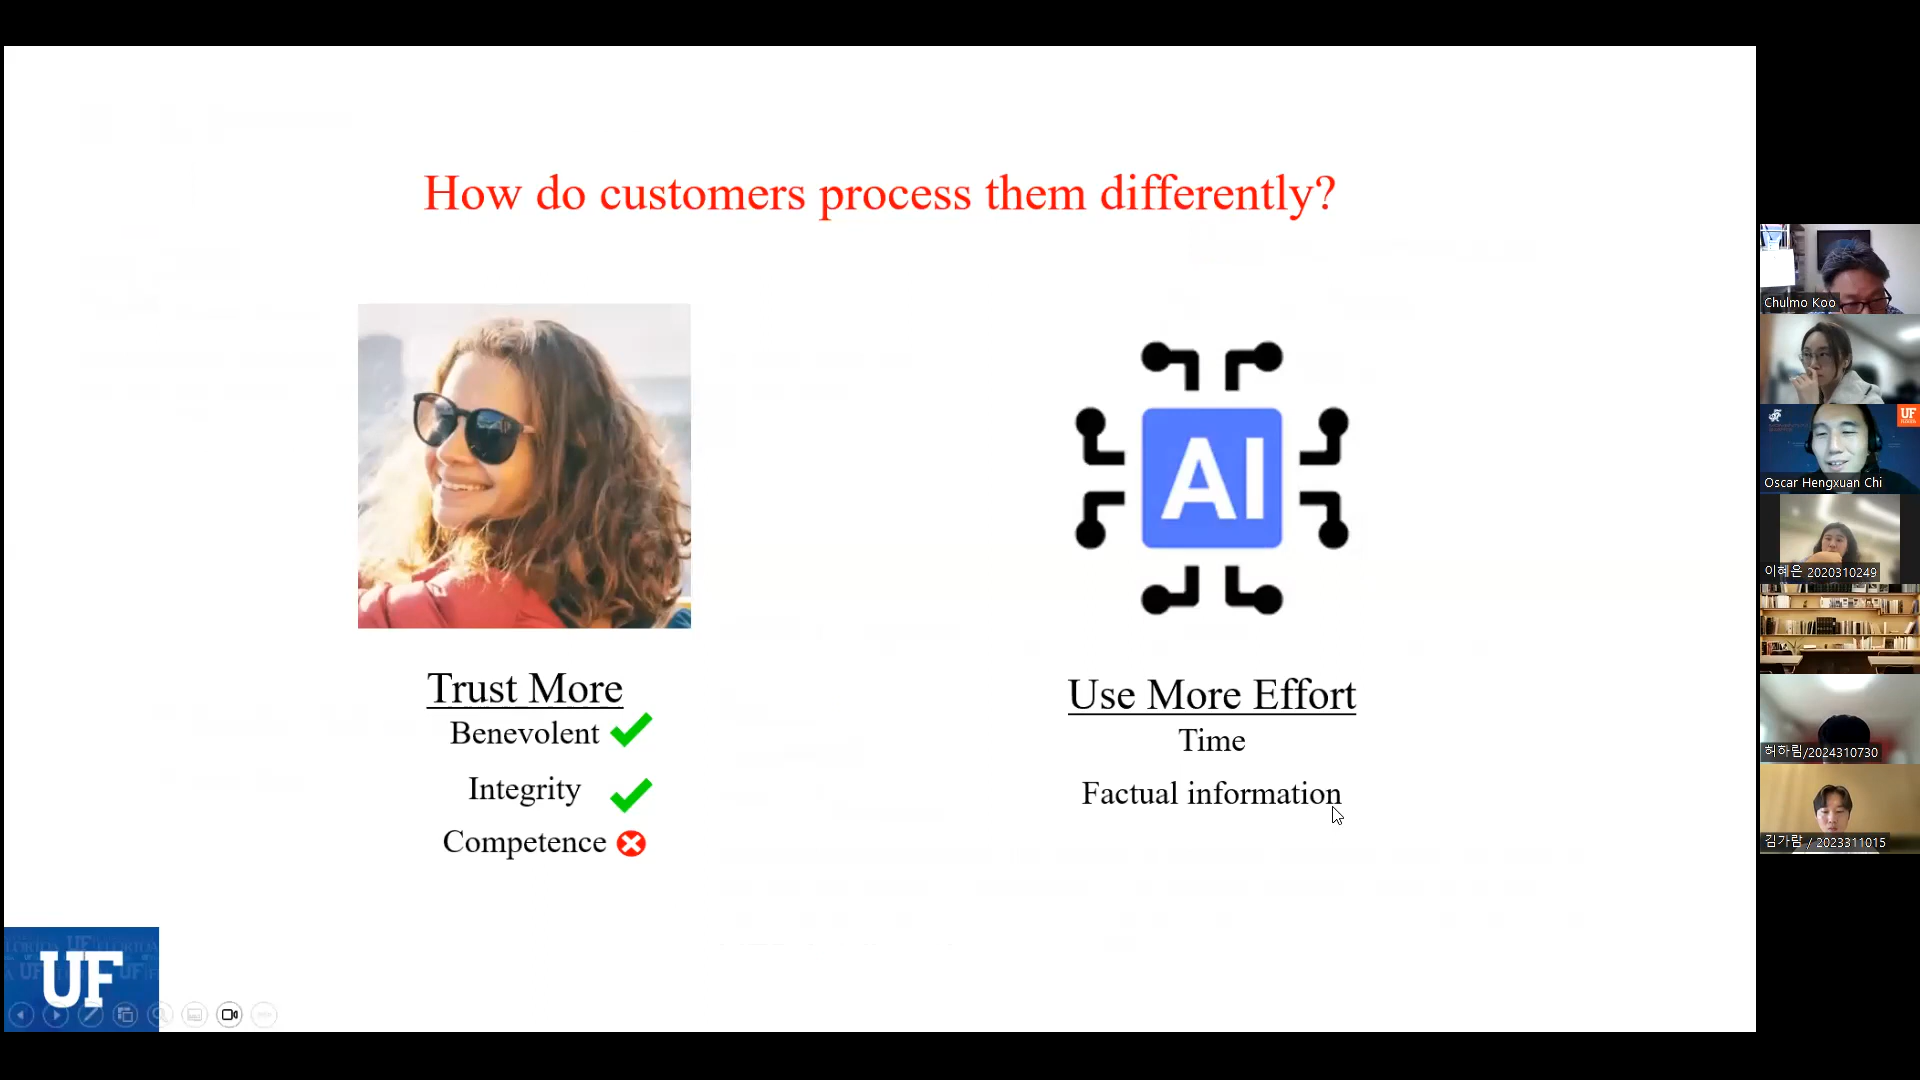 How do customers process them differently?
AI
Trust More
Benevolent
Integrity
Competence
Use More Effort
Time
Factual information
UF
Chulmo Koo
UF
Oscar Hengxuan Chi
이혜은 2020310249
허하림/2024310730
김가람 / 2023311015